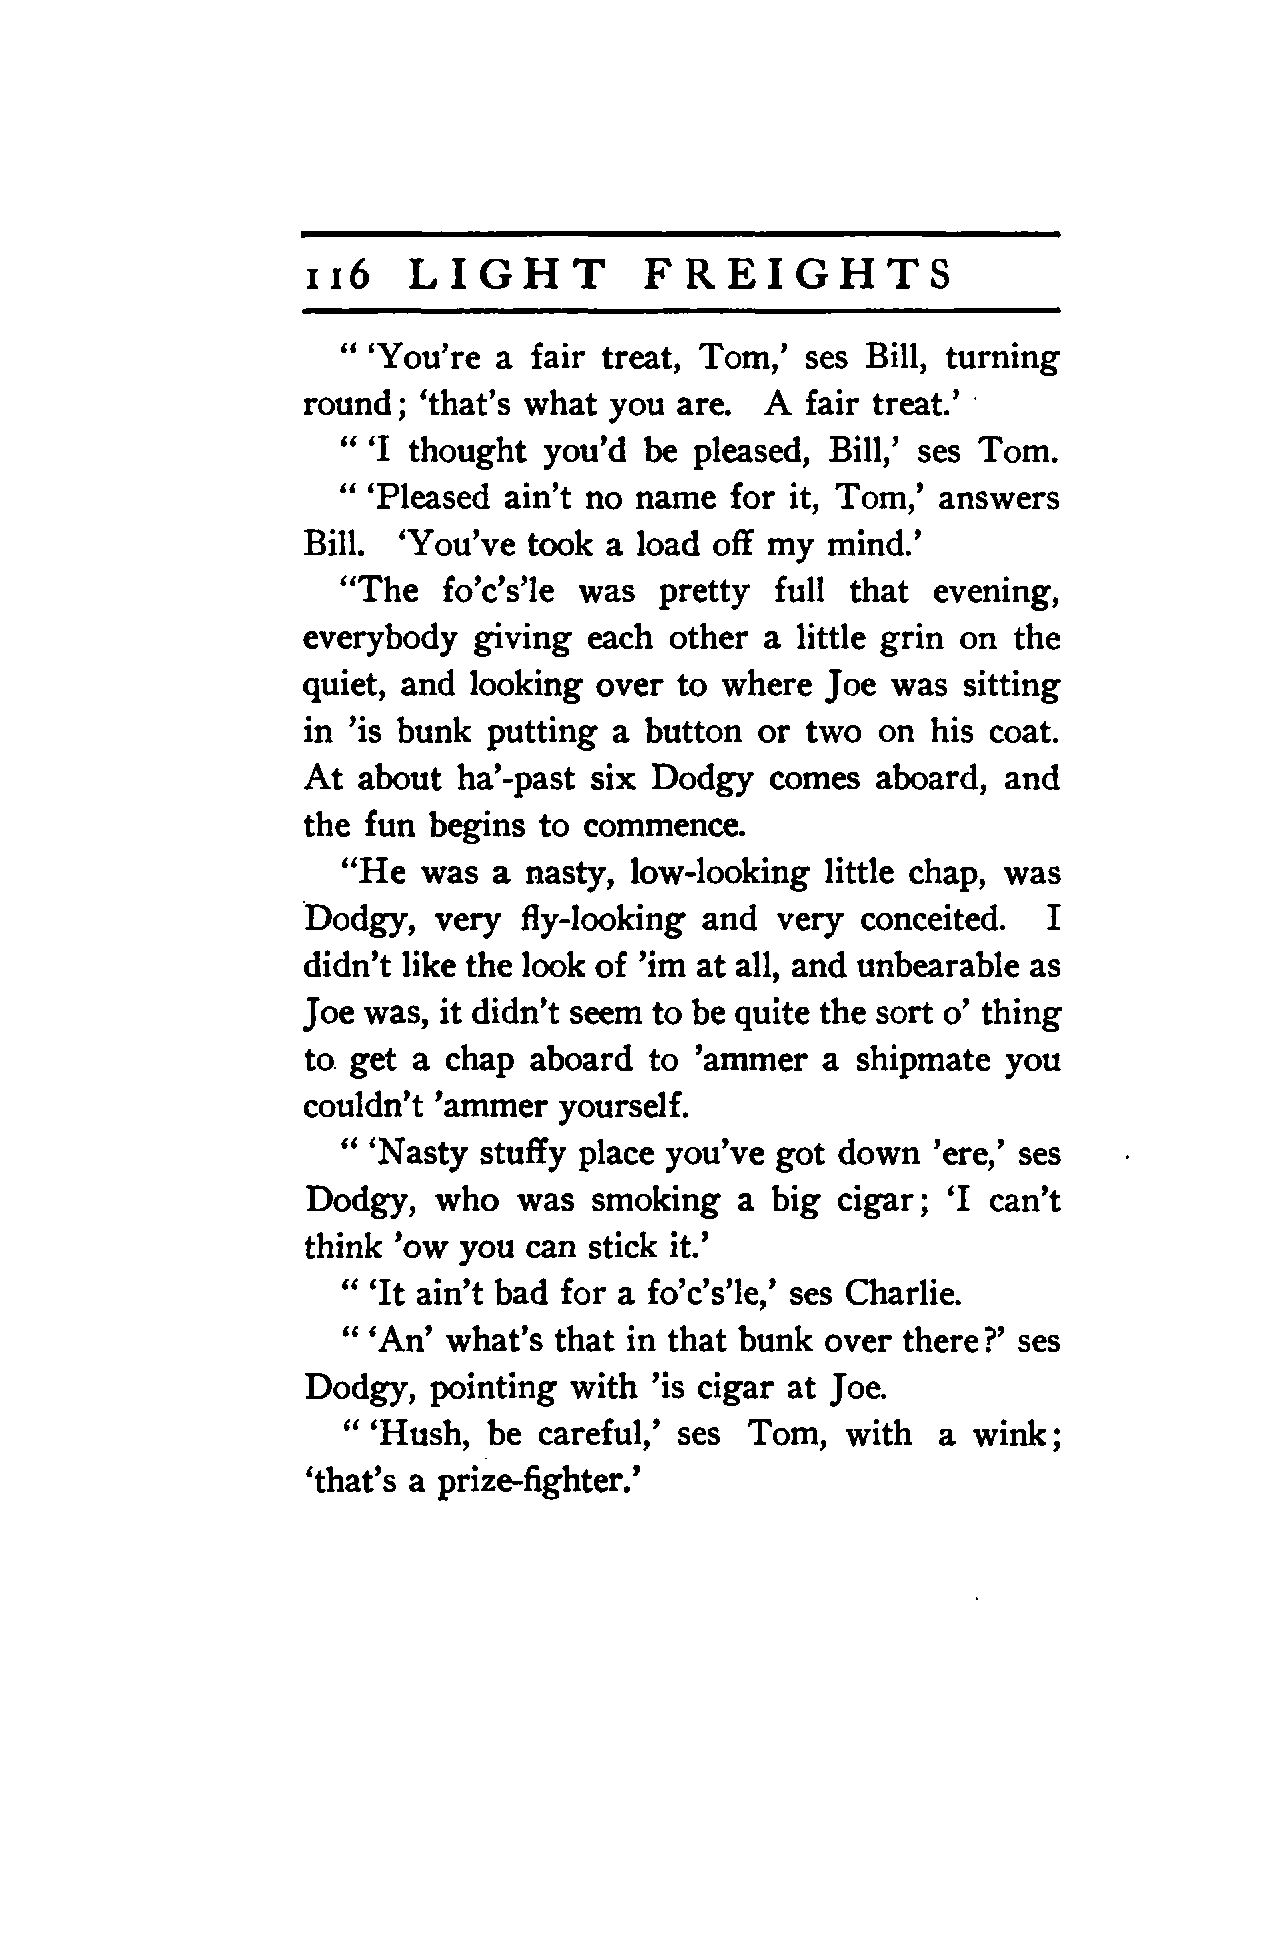 116 LIGHT FREIGHTS
“ ‘You’re a fair treat, Tom,’ ses Bill, turning
round; ‘that’s what you are. A fair treat.’
“ ‘I thought you’d be pleased, Bill,’ ses Tom.
“ ‘Pleased ain’t no name for it, Tom,’ answers
Bill. ‘You’ve took a load off my mind.’
“The fo’c’s’le was pretty full that evening,
everybody giving each other a little grin on the
quiet, and looking over to where Joe was sitting
in ’is bunk putting a button or two on his coat.
At about ha’-past six Dodgy comes aboard, and
the fun begins to commence.
“He was a nasty, low-looking little chap, was
Dodgy, very fly-looking and very conceited. I
didn’t like the look of ’im at all, and unbearable as
Joe was, it didn’t seem to be quite the sort o’ thing
to get a chap aboard to ’ammer a shipmate you
couldn’t ’ammer yourself.
“ ‘Nasty stuffy place you’ve got down ’ere,’ ses
Dodgy, who was smoking a big cigar; ‘I can’t
think ’ow you can stick it.’
“ ‘It ain’t bad for a fo’c’s’le,’ ses Charlie.
“ ‘An’ what’s that in that bunk over there?’ ses
Dodgy, pointing with ’is cigar at Joe.
“ ‘Hush, be careful,’ ses Tom, with a wink;
‘that’s a prize-fighter.’